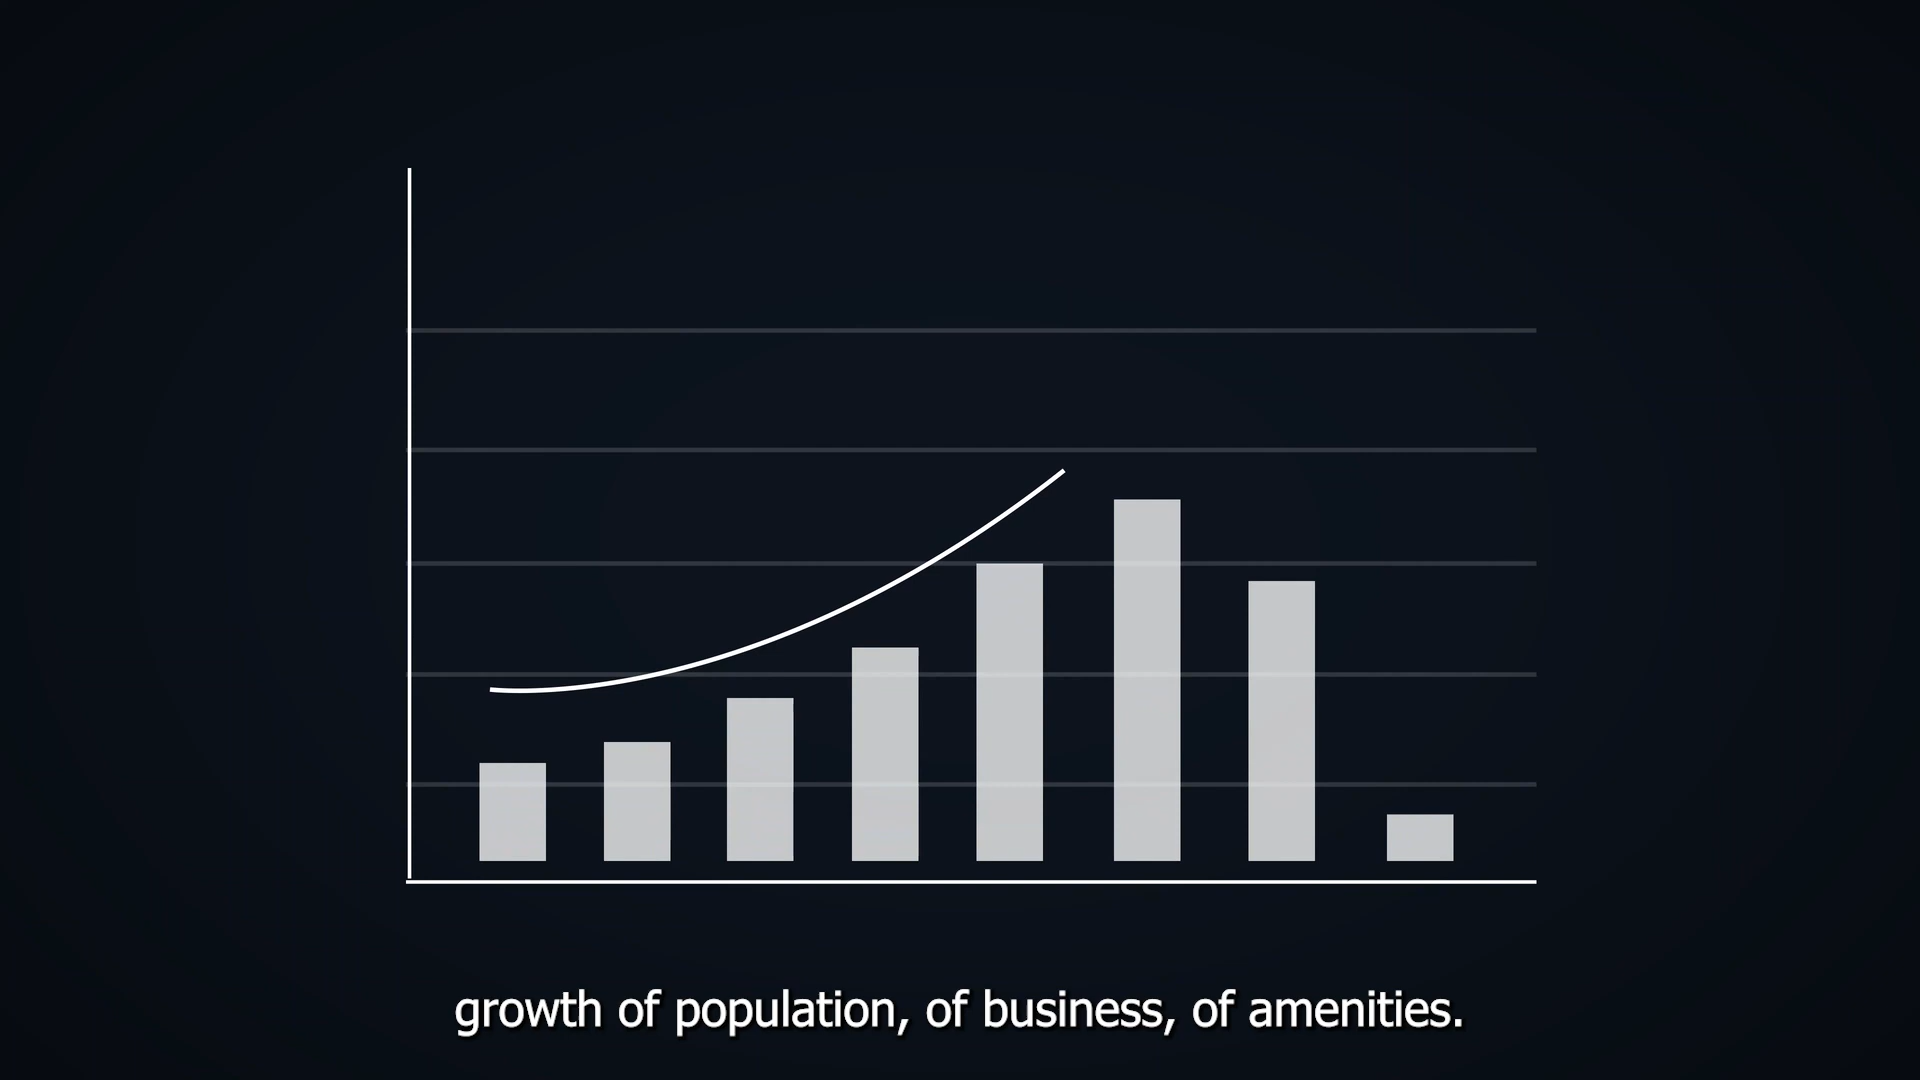 growth of population, of business, of amenities.